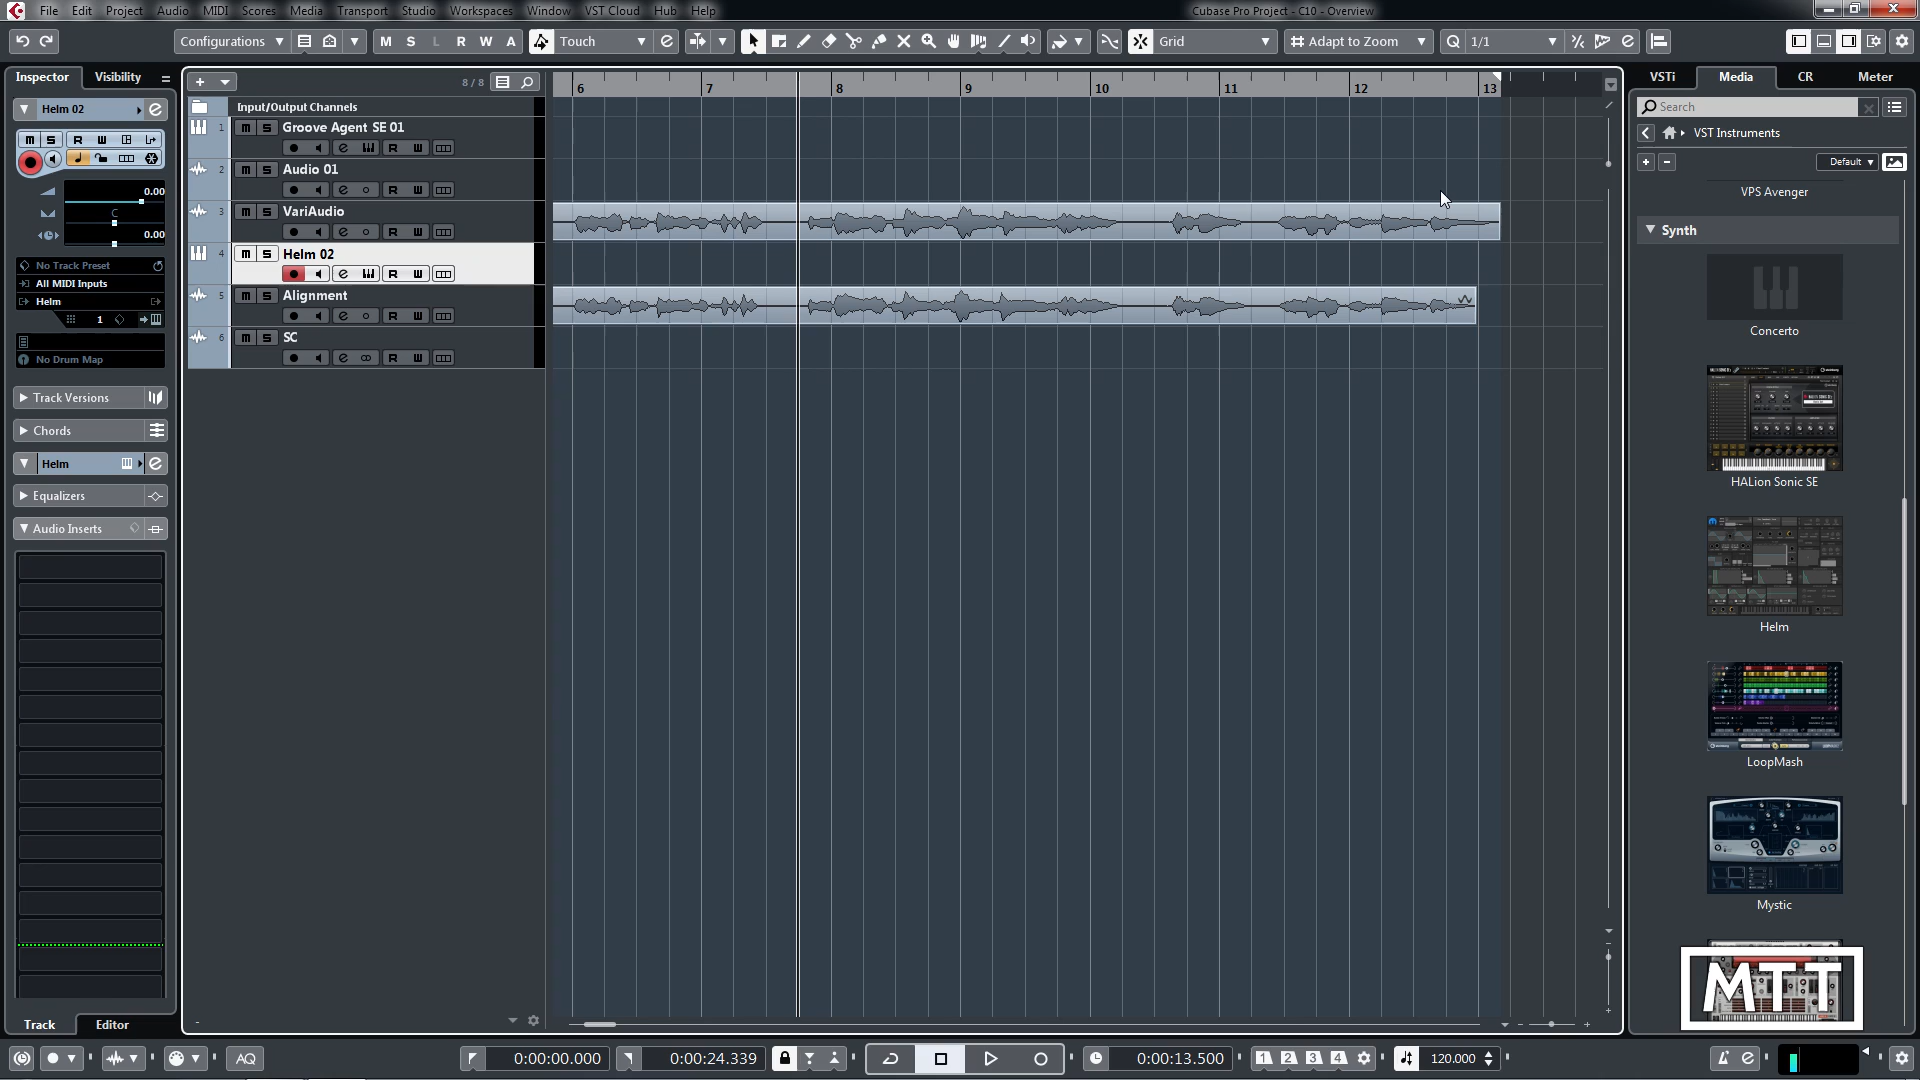 File Edit Project Audio MIDI Scores Media Transport Studio Workspaces Window VST Cloud Hub Help
Cubase Pro Project - C10 - Overview
Configurations M S L R W A Touch Grid Adapt to Zoom Q 1/1
Inspector Visibility
8 / 8
6 7 8 9 10 11 12 13
VSTi Media CR Meter
Helm 02
Input/Output Channels
Search
M S R W
1 M S Groove Agent SE 01
R W
VST Instruments
2 M S Audio 01
R W
Default
0.00
C
0.00
VPS Avenger
3 M S VariAudio
R W
Synth
4 M S Helm 02
R W
No Track Preset
All MIDI Inputs
Helm
1
No Drum Map
5 M S Alignment
R W
Concerto
6 M S SC
R W
Track Versions
Chords
Helm
HALion Sonic SE
Equalizers
Audio Inserts
Helm
LoopMash
Mystic
MTT
Track Editor
AQ 0:00:00.000 0:00:24.339 0:00:13.500 1 2 3 4 120.000